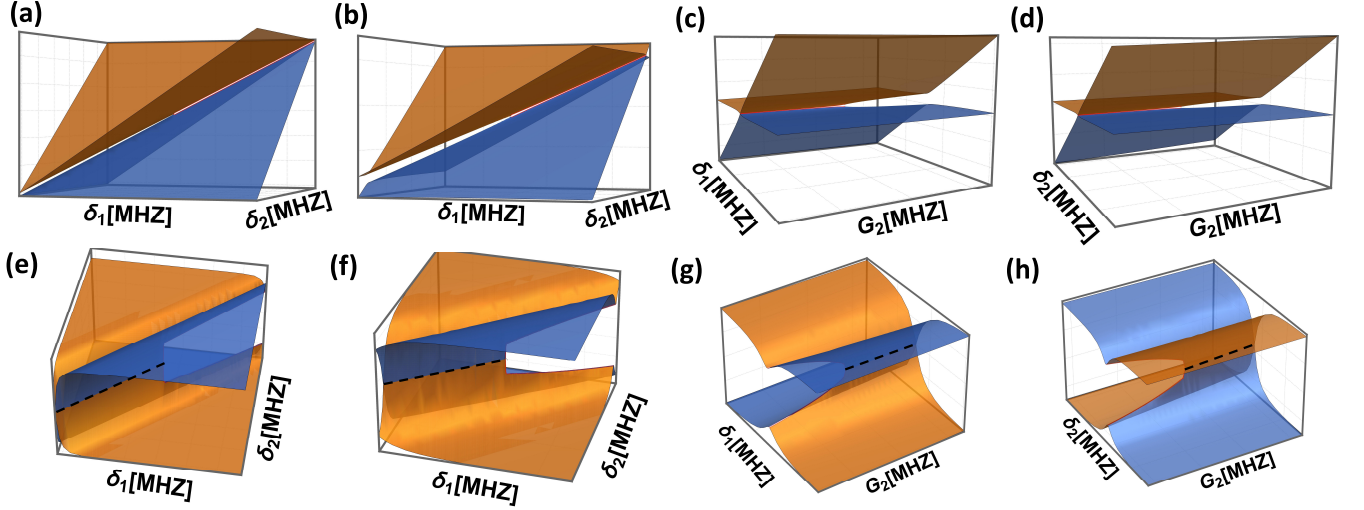 (a)
δ1[MHZ]
δ2[MHZ]
(b)
δ1[MHZ]
δ2[MHZ]
(c)
δ1[MHZ]
G2[MHZ]
(d)
δ2[MHZ]
G2[MHZ]
(e)
δ1[MHZ]
δ2[MHZ]
(f)
δ1[MHZ]
δ2[MHZ]
(g)
δ1[MHZ]
G2[MHZ]
(h)
δ2[MHZ]
G2[MHZ]